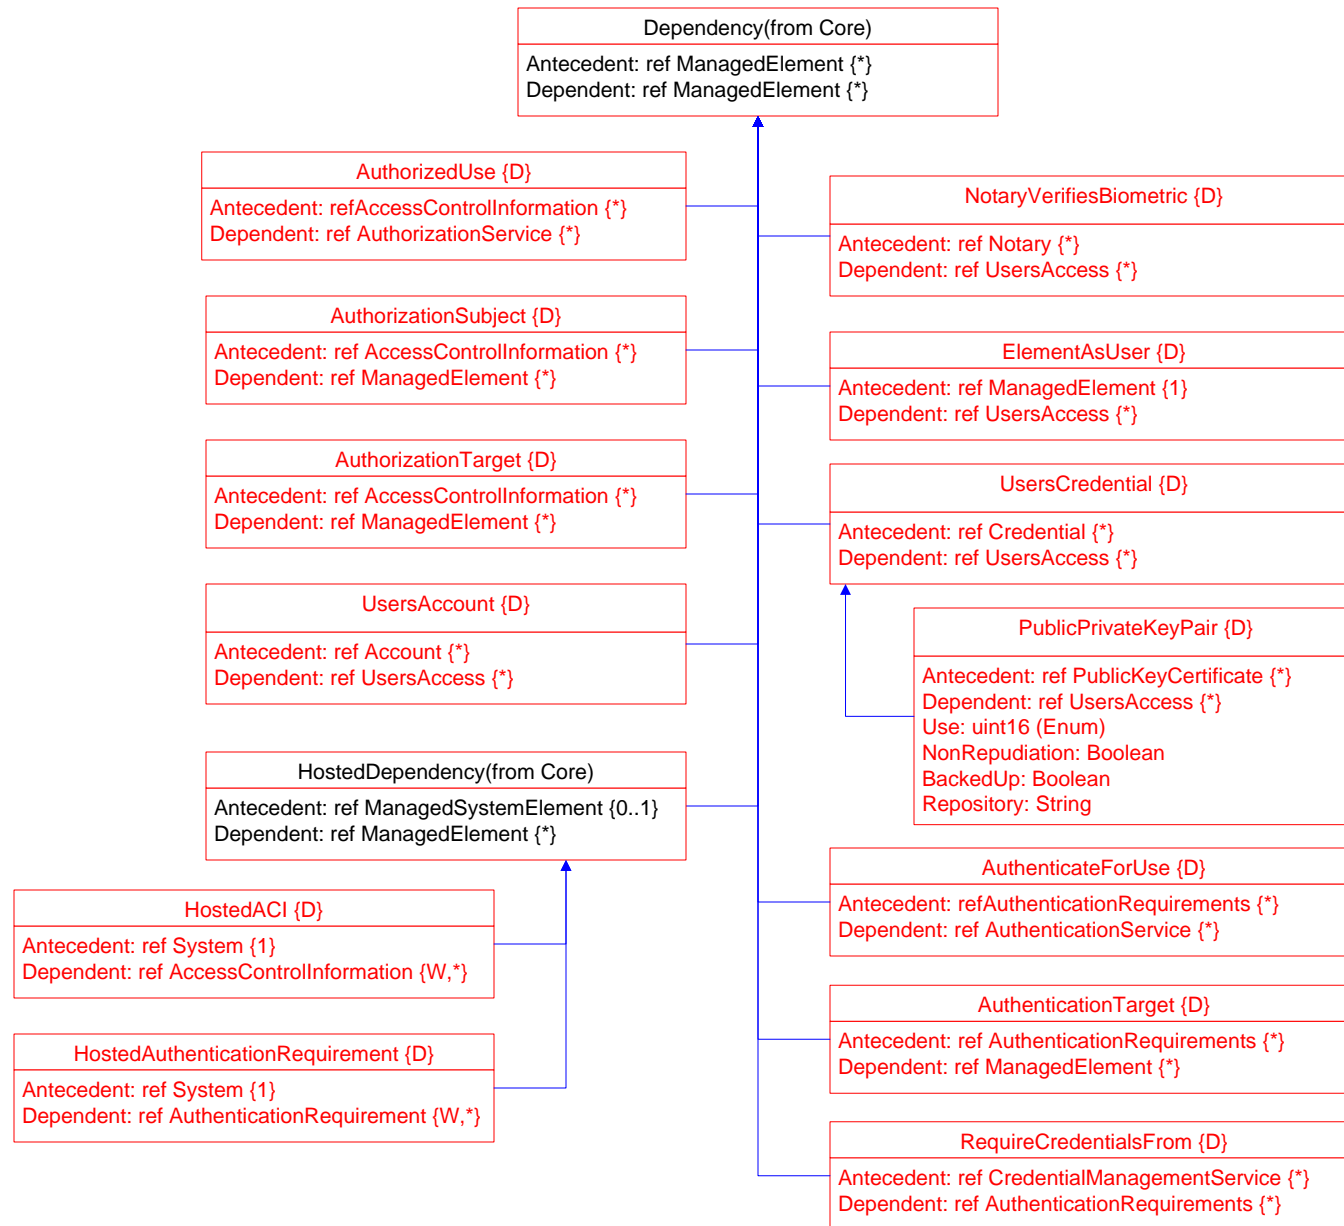 Dependency(from Core)
Antecedent: ref ManagedElement {*}
Dependent: ref ManagedElement {*}
AuthorizedUse {D}
Antecedent: refAccessControlInformation {*}
Dependent: ref AuthorizationService {*}
AuthorizationSubject {D}
Antecedent: ref AccessControlInformation {*}
Dependent: ref ManagedElement {*}
AuthorizationTarget {D}
Antecedent: ref AccessControlInformation {*}
Dependent: ref ManagedElement {*}
UsersAccount {D}
Antecedent: ref Account {*}
Dependent: ref UsersAccess {*}
HostedDependency(from Core)
Antecedent: ref ManagedSystemElement {0..1}
Dependent: ref ManagedElement {*}
HostedACI {D}
Antecedent: ref System {1}
Dependent: ref AccessControlInformation {W,*}
HostedAuthenticationRequirement {D}
Antecedent: ref System {1}
Dependent: ref AuthenticationRequirement {W,*}
NotaryVerifiesBiometric {D}
Antecedent: ref Notary {*}
Dependent: ref UsersAccess {*}
ElementAsUser {D}
Antecedent: ref ManagedElement {1}
Dependent: ref UsersAccess {*}
UsersCredential {D}
Antecedent: ref Credential {*}
Dependent: ref UsersAccess {*}
PublicPrivateKeyPair {D}
Antecedent: ref PublicKeyCertificate {*}
Dependent: ref UsersAccess {*}
Use: uint16 (Enum)
NonRepudiation: Boolean
BackedUp: Boolean
Repository: String
AuthenticateForUse {D}
Antecedent: refAuthenticationRequirements {*}
Dependent: ref AuthenticationService {*}
AuthenticationTarget {D}
Antecedent: ref AuthenticationRequirements {*}
Dependent: ref ManagedElement {*}
RequireCredentialsFrom {D}
Antecedent: ref CredentialManagementService {*}
Dependent: ref AuthenticationRequirements {*}